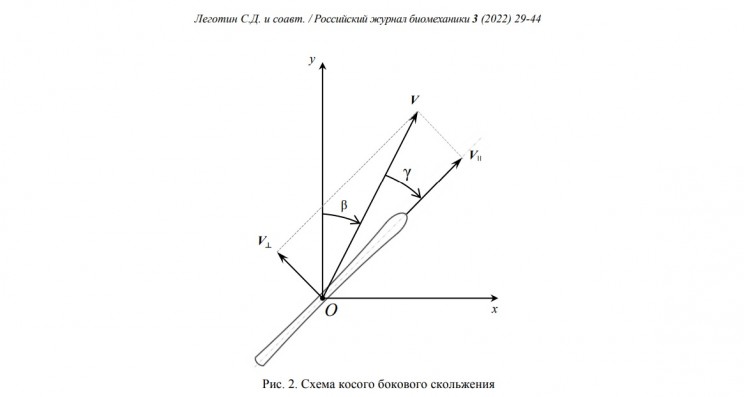 Леготин С.Д. и соавт. / Российский журнал биомеханики 3 (2022) 29-44
y
V
V॥
γ
β
V⊥
O
x
Рис. 2. Схема косого бокового скольжения